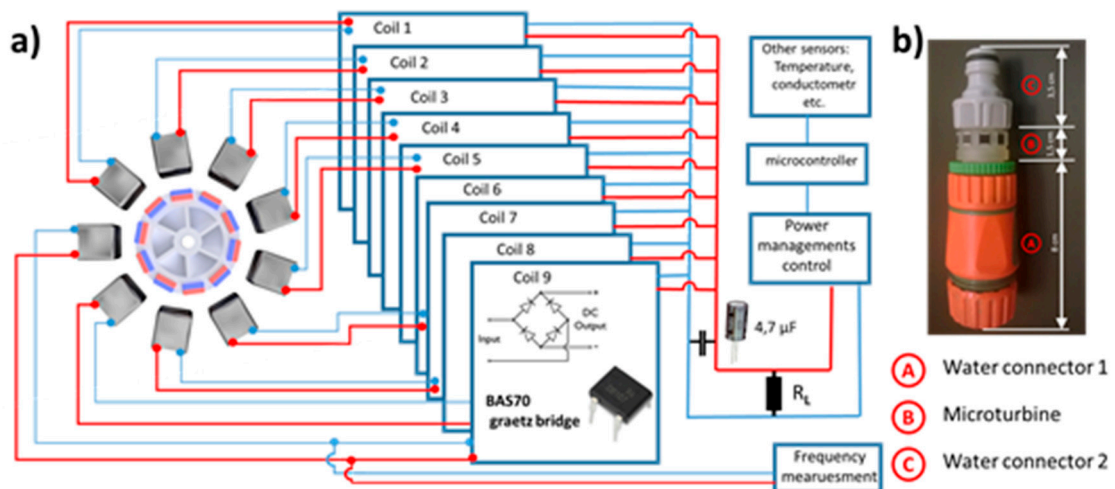 a)
Coil 1
Coil 2
Coil 3
Coil 4
Coil 5
Coil 6
Coil 7
Coil 8
Coil 9
Input
DC
Output
BAS70
graetz bridge
Other sensors:
Temperature,
conductometr
etc.
microcontroller
Power
managements
control
4,7 µF
RL
Frequency
mearuesment
b)
C
3,5 cm
B
A
8 cm
A Water connector 1
B Microturbine
C Water connector 2